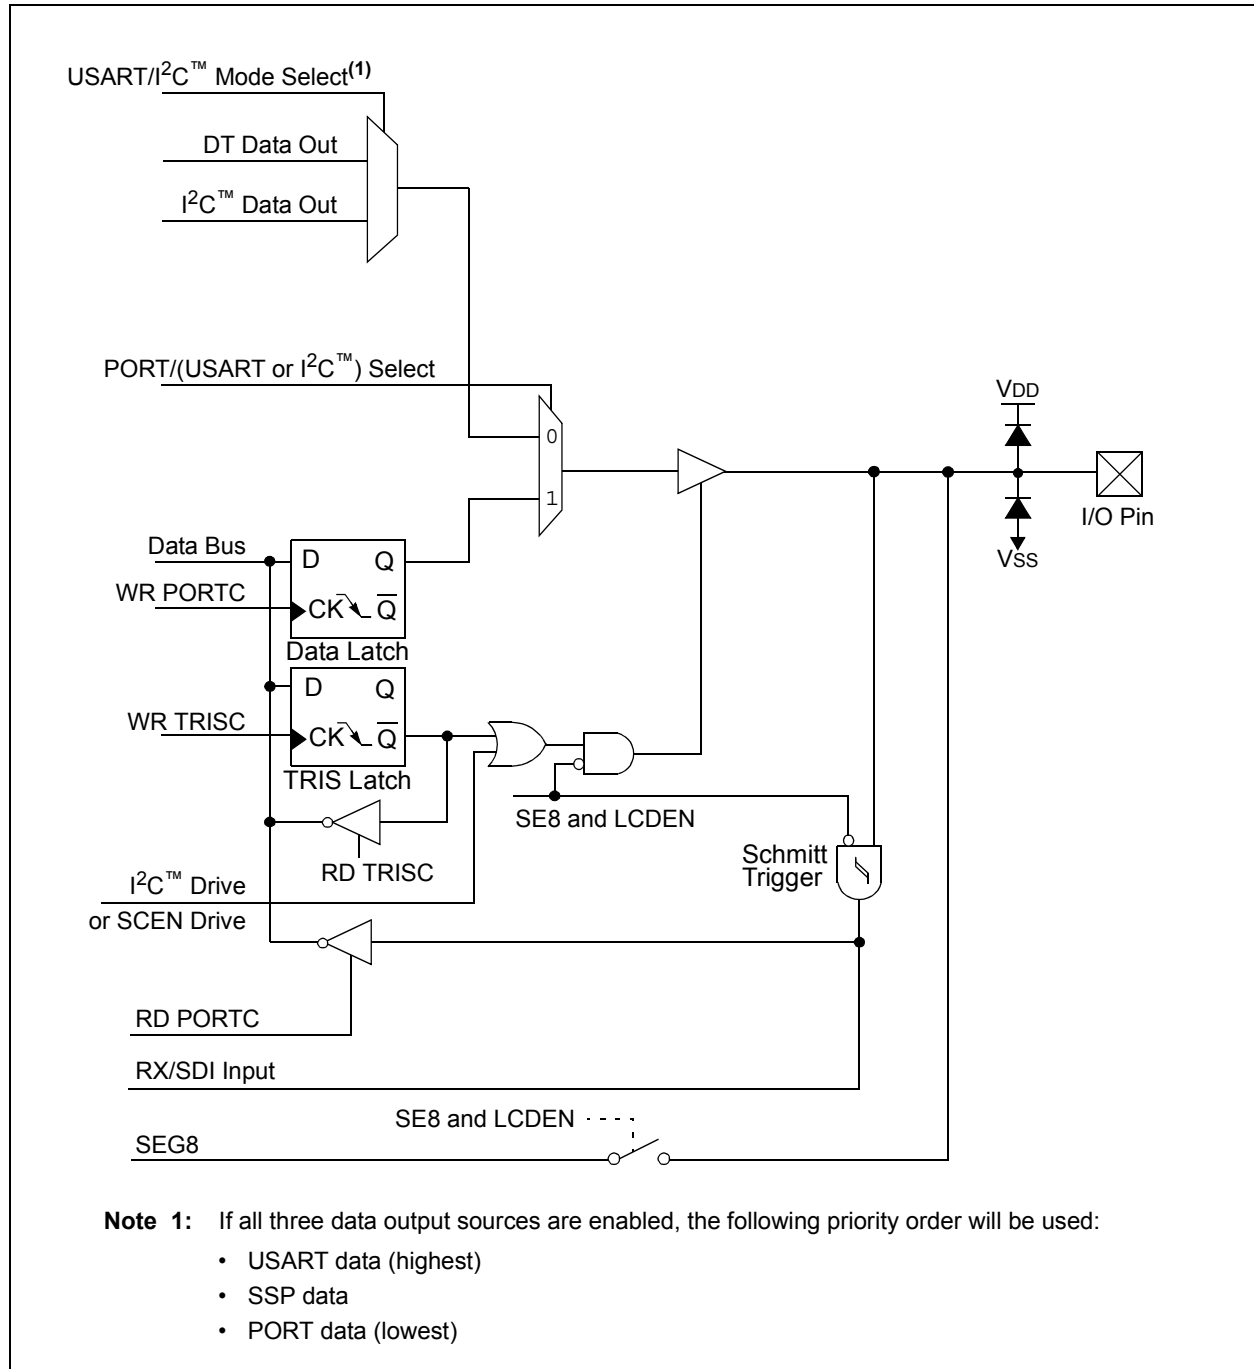 USART/I²C™ Mode Select(1)
DT Data Out
I²C™ Data Out
PORT/(USART or I²C™) Select
0
1
VDD
I/O Pin
VSS
Data Bus
D Q
WR PORTC
CK Q̅
Data Latch
D Q
WR TRISC
CK Q̅
TRIS Latch
SE8 and LCDEN
RD TRISC
Schmitt
Trigger
I²C™ Drive
or SCEN Drive
RD PORTC
RX/SDI Input
SE8 and LCDEN
SEG8
Note 1: If all three data output sources are enabled, the following priority order will be used:
• USART data (highest)
• SSP data
• PORT data (lowest)